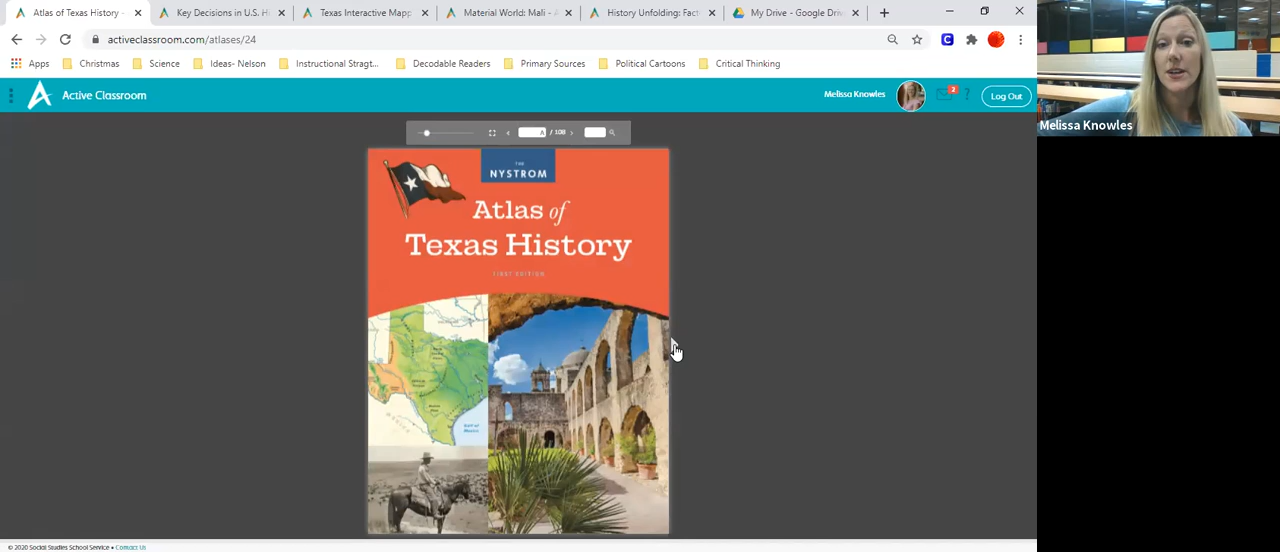 Atlas of Texas History -
Key Decisions in U.S. H
Texas Interactive Mapp
Material World: Mali - A
History Unfolding: Fact
My Drive - Google Driv
activeclassroom.com/atlases/24
Apps
Christmas
Science
Ideas- Nelson
Instructional Stragt...
Decodable Readers
Primary Sources
Political Cartoons
Critical Thinking
Active Classroom
Melissa Knowles
2
?
Log Out
A / 108
THE
NYSTROM
Atlas of
Texas History
FIRST EDITION
Gulf of
Mexico
© 2020 Social Studies School Service • Contact Us
Melissa Knowles